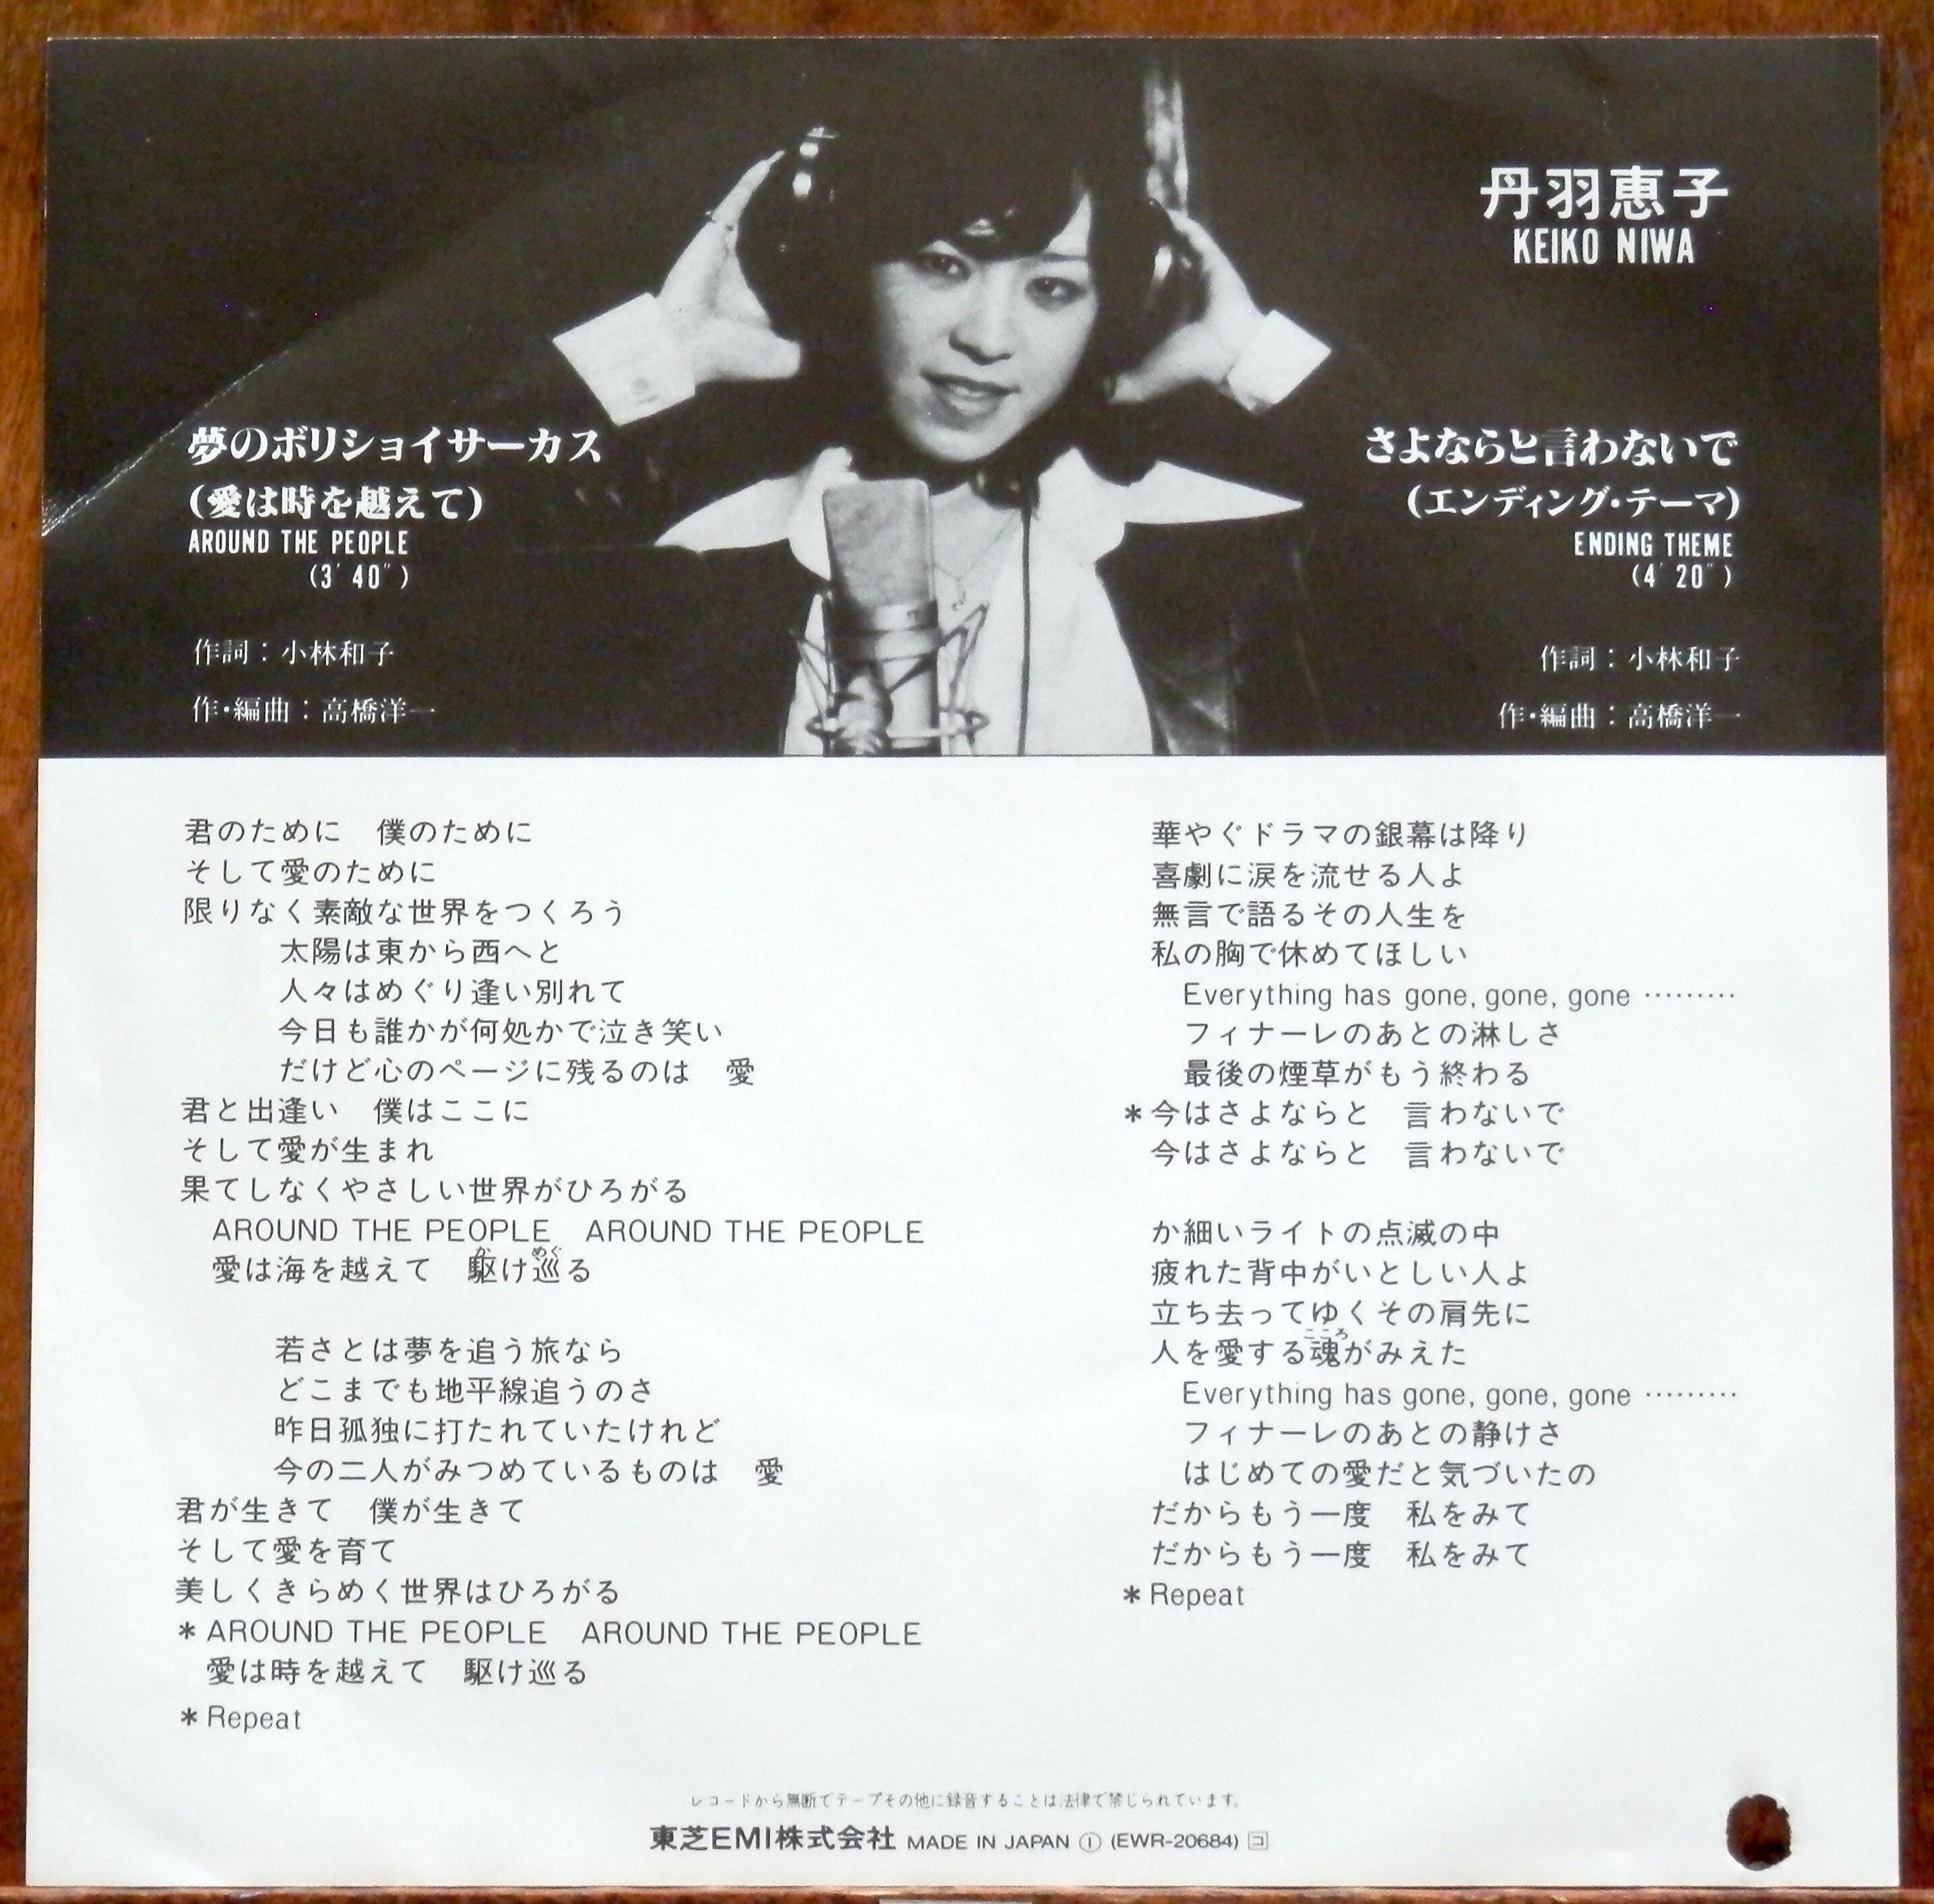 丹羽恵子
KEIKO NIWA
夢のボリショイサーカス
(愛は時を越えて)
AROUND THE PEOPLE
(3′40″)
作詞：小林和子
作・編曲：高橋洋一
さよならと言わないで
(エンディング・テーマ)
ENDING THEME
(4′20″)
作詞：小林和子
作・編曲：高橋洋一
君のために　僕のために
そして愛のために
限りなく素敵な世界をつくろう
太陽は東から西へと
人々はめぐり逢い別れて
今日も誰かが何処かで泣き笑い
だけど心のページに残るのは　愛
君と出逢い　僕はここに
そして愛が生まれ
果てしなくやさしい世界がひろがる
AROUND THE PEOPLE　AROUND THE PEOPLE
か　めぐ
愛は海を越えて　駆け巡る
若さとは夢を追う旅なら
どこまでも地平線追うのさ
昨日孤独に打たれていたけれど
今の二人がみつめているものは　愛
君が生きて　僕が生きて
そして愛を育て
美しくきらめく世界はひろがる
＊AROUND THE PEOPLE　AROUND THE PEOPLE
愛は時を越えて　駆け巡る
＊Repeat
華やぐドラマの銀幕は降り
喜劇に涙を流せる人よ
無言で語るその人生を
私の胸で休めてほしい
Everything has gone, gone, gone ………
フィナーレのあとの淋しさ
最後の煙草がもう終わる
＊今はさよならと　言わないで
今はさよならと　言わないで
か細いライトの点滅の中
疲れた背中がいとしい人よ
立ち去ってゆくその肩先に
こころ
人を愛する魂がみえた
Everything has gone, gone, gone ………
フィナーレのあとの静けさ
はじめての愛だと気づいたの
だからもう一度　私をみて
だからもう一度　私をみて
＊Repeat
レコードから無断でテープその他に録音することは法律で禁じられています。
東芝EMI株式会社 MADE IN JAPAN Ⓘ (EWR-20684) コ